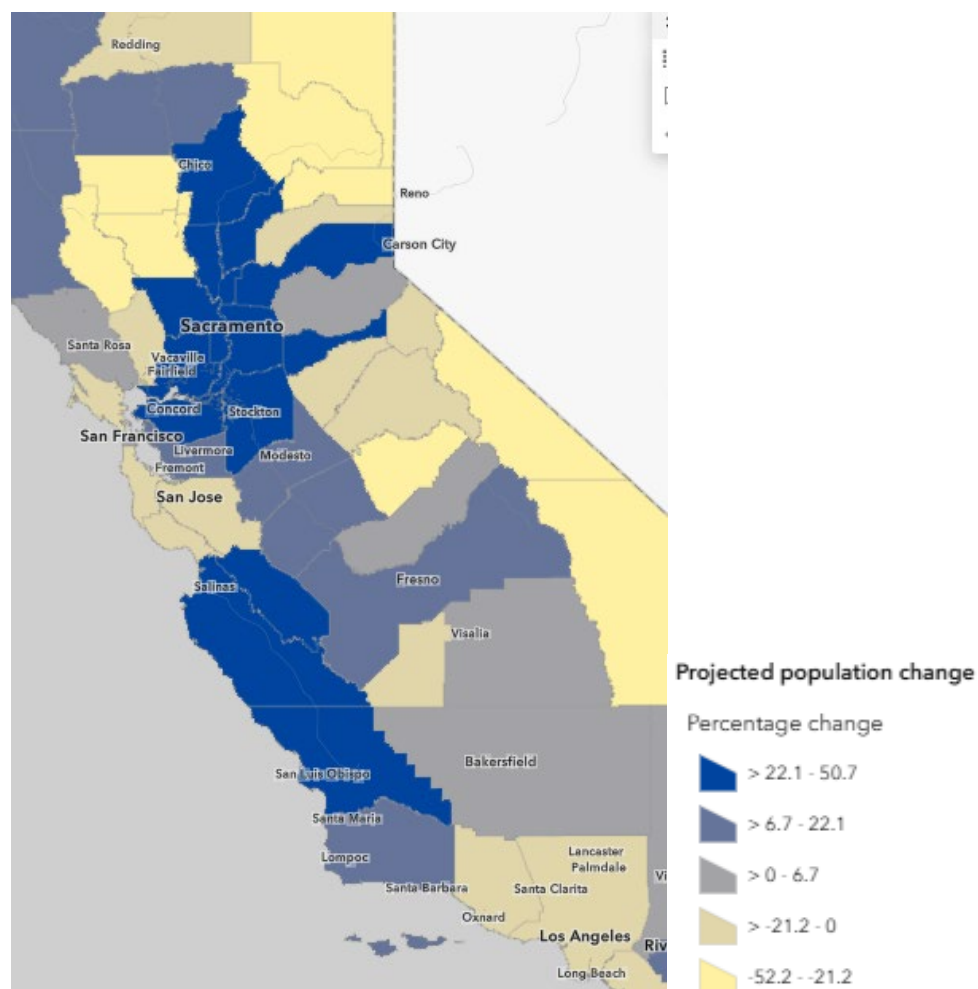 Redding
Chico
Reno
Carson City
Sacramento
Santa Rosa
Vacaville
Fairfield
Concord
Stockton
San Francisco
Livermore
Modesto
Fremont
San Jose
Salinas
Fresno
Visalia
Bakersfield
San Luis Obispo
Santa Maria
Lompoc
Lancaster
Palmdale
Vi
Santa Barbara
Santa Clarita
Oxnard
Los Angeles
Riv
Long Beach
Projected population change
Percentage change
> 22.1 - 50.7
> 6.7 - 22.1
> 0 - 6.7
> -21.2 - 0
-52.2 - -21.2